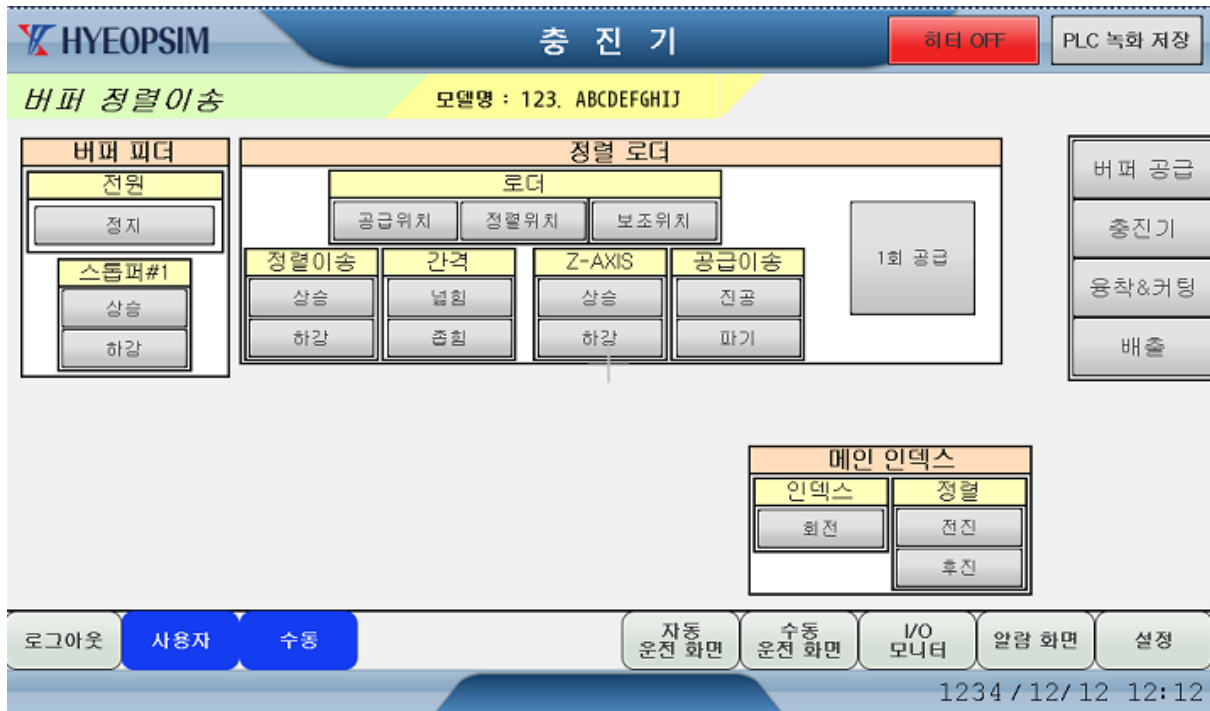 HYEOPSIM
충 진 기
히터 OFF
PLC 녹화 저장
버퍼 정렬이송
모델명 : 123. ABCDEFGHIJ
버퍼 피더
전원
정지
스톱퍼#1
상승
하강
정렬 로더
로더
공급위치 정렬위치 보조위치
정렬이송 간격 Z-AXIS 공급이송
상승 넓힘 상승 진공
하강 좁힘 하강 파기
1회 공급
버퍼 공급
충진기
융착&커팅
배출
메인 인덱스
인덱스 정렬
회전 전진
후진
로그아웃
사용자
수동
자동
운전 화면
수동
운전 화면
I/O
모니터
알람 화면
설정
1234/12/12 12:12